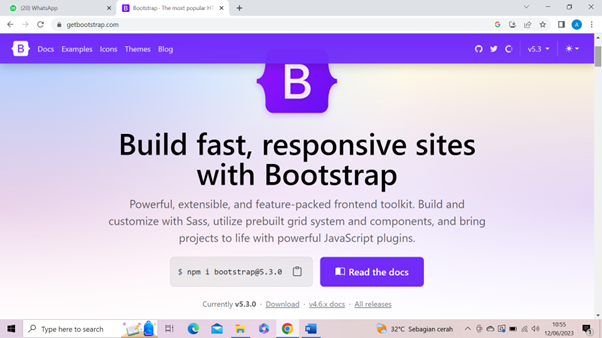 (20) WhatsApp
Bootstrap · The most popular HT
getbootstrap.com
A
B Docs Examples Icons Themes Blog
v5.3
B
Build fast, responsive sites
with Bootstrap
Powerful, extensible, and feature-packed frontend toolkit. Build and
customize with Sass, utilize prebuilt grid system and components, and bring
projects to life with powerful JavaScript plugins.
$ npm i bootstrap@5.3.0
Read the docs
Currently v5.3.0 · Download · v4.6.x docs · All releases
Type here to search
32°C Sebagian cerah
10:55
12/06/2023